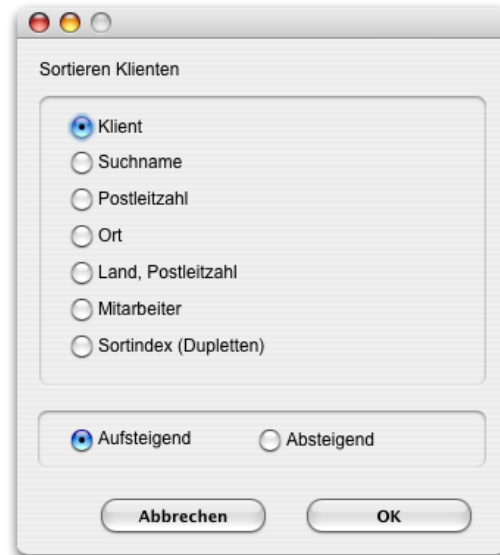 Sortieren Klienten
Klient
Suchname
Postleitzahl
Ort
Land, Postleitzahl
Mitarbeiter
Sortindex (Dupletten)
Aufsteigend Absteigend
Abbrechen OK